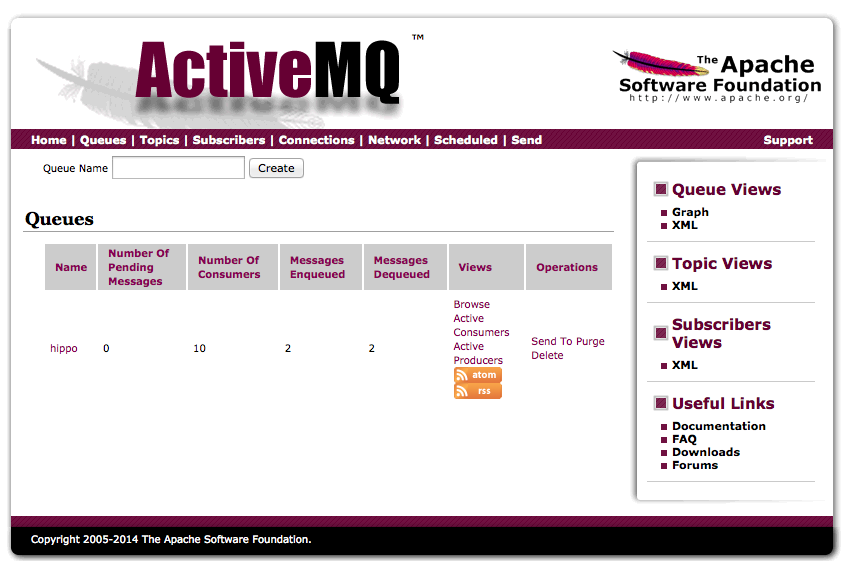 ActiveMQ ™
The Apache
Software Foundation
http://www.apache.org/
Home | Queues | Topics | Subscribers | Connections | Network | Scheduled | Send
Support
Queue Name
Create
Queues
Name
Number Of
Pending
Messages
Number Of
Consumers
Messages
Enqueued
Messages
Dequeued
Views
Operations
hippo
0
10
2
2
Browse
Active
Consumers
Active
Producers
atom
rss
Send To Purge
Delete
Queue Views
Graph
XML
Topic Views
XML
Subscribers
Views
XML
Useful Links
Documentation
FAQ
Downloads
Forums
Copyright 2005-2014 The Apache Software Foundation.